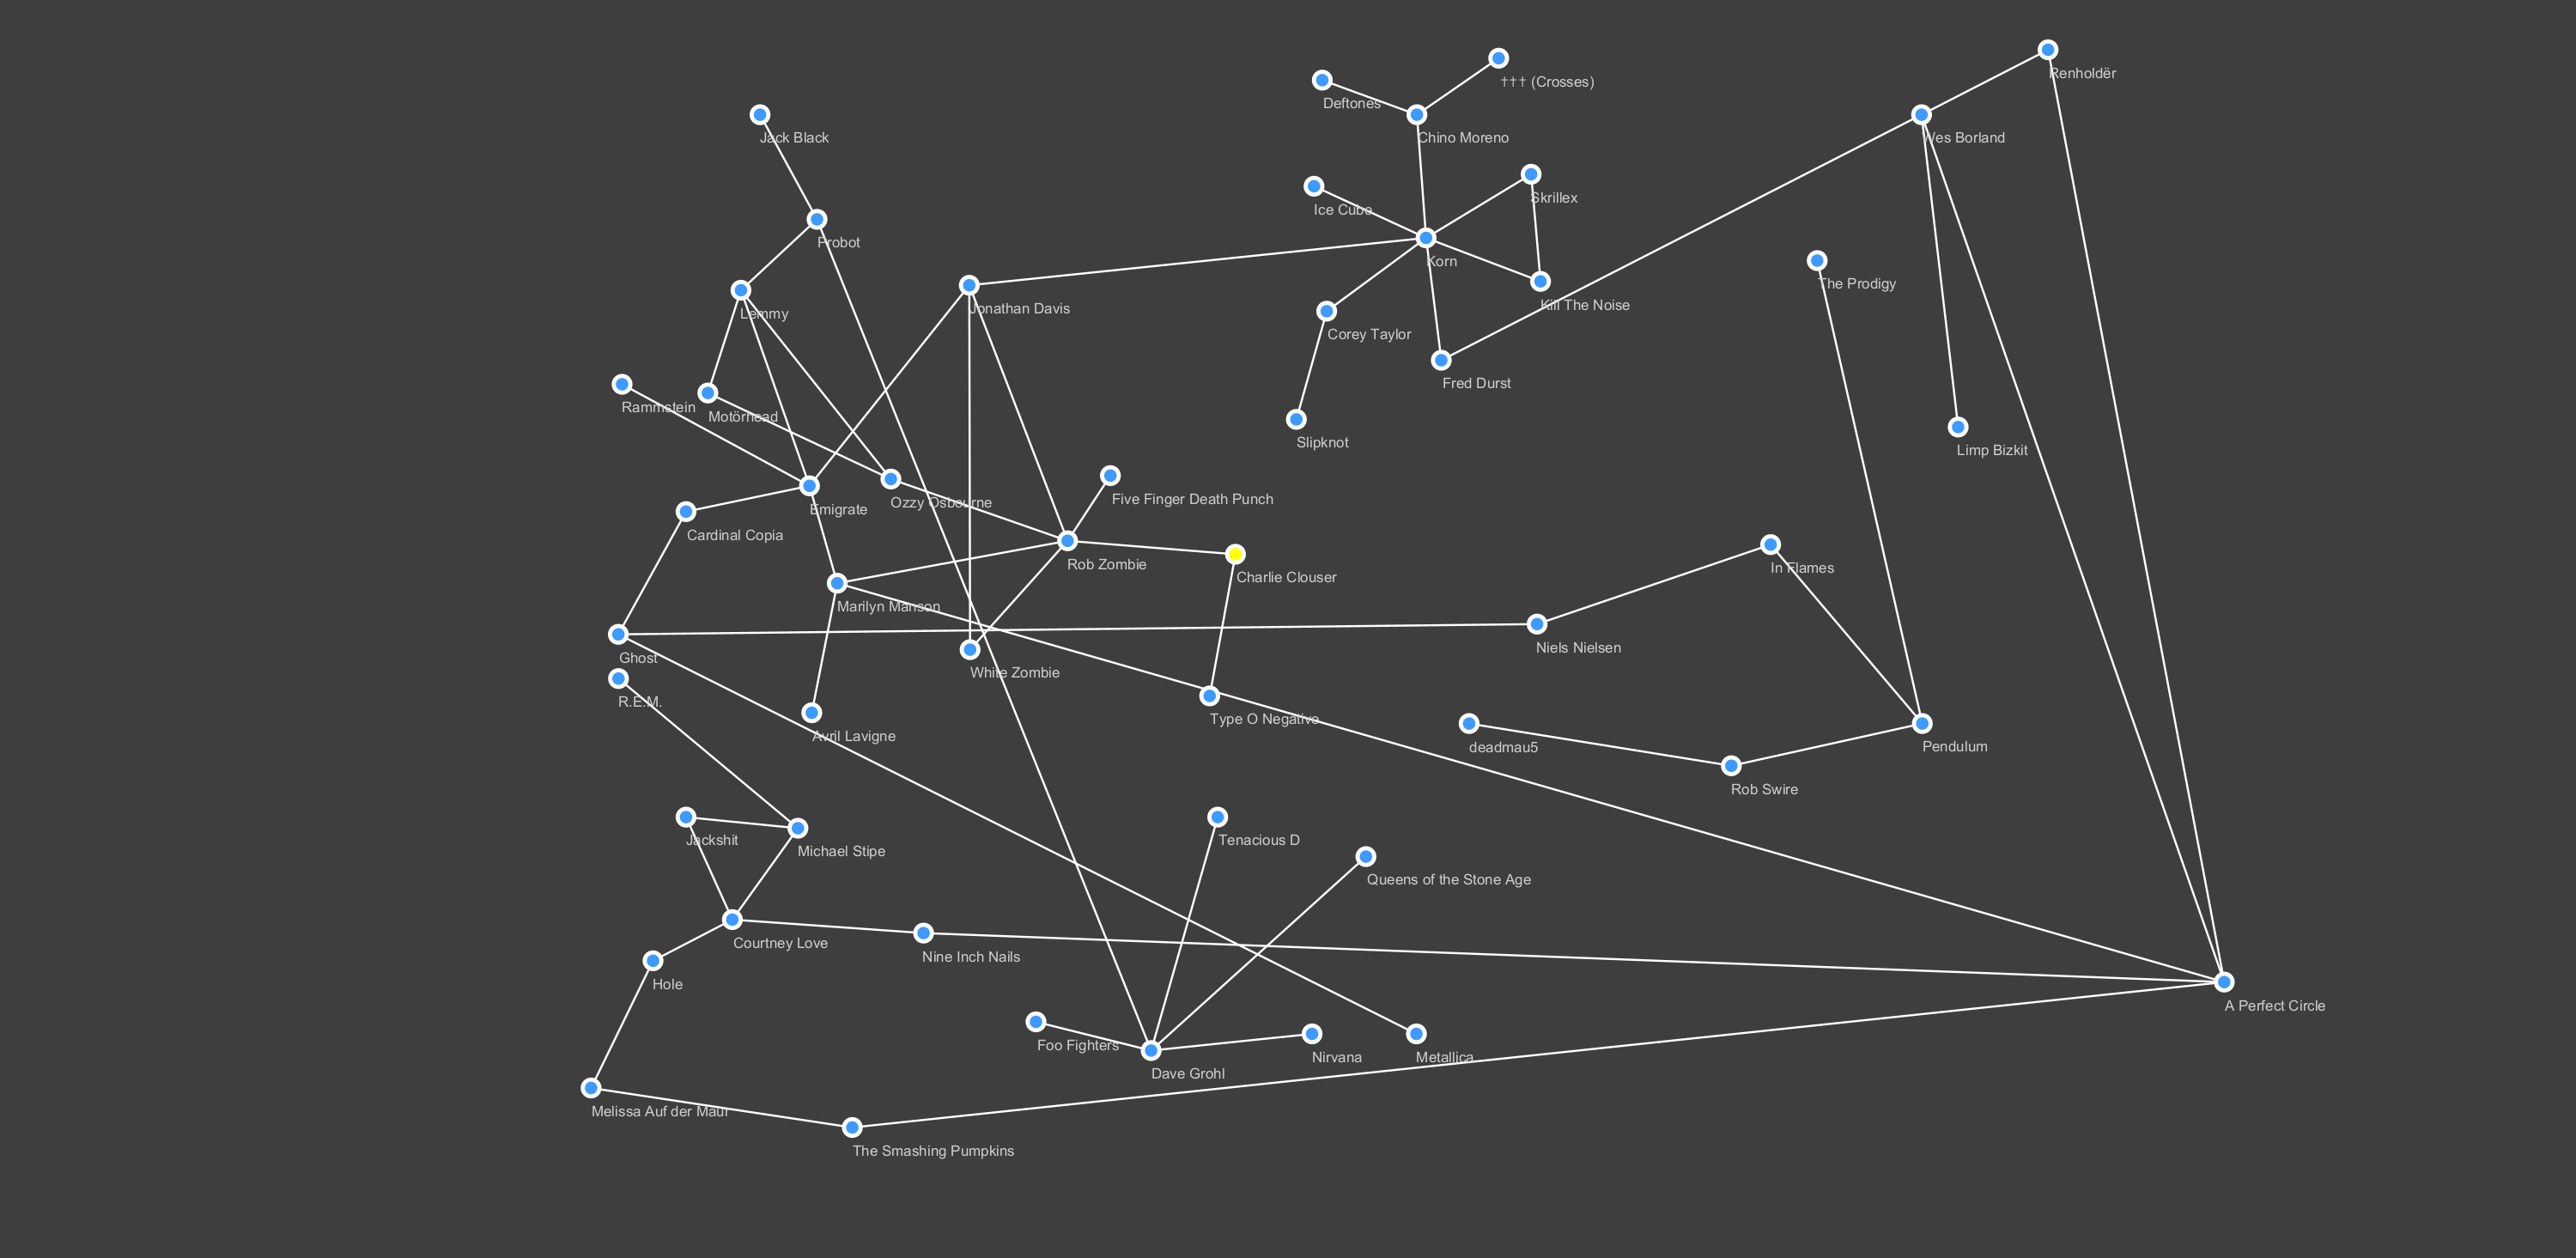 Renholdër
††† (Crosses)
Deftones
Jack Black
Chino Moreno
Wes Borland
Skrillex
Ice Cube
Probot
Korn
The Prodigy
Kill The Noise
Jonathan Davis
Lemmy
Corey Taylor
Fred Durst
Rammstein
Motörhead
Slipknot
Limp Bizkit
Five Finger Death Punch
Ozzy Osbourne
Emigrate
Cardinal Copia
Rob Zombie
In Flames
Charlie Clouser
Marilyn Manson
Niels Nielsen
Ghost
White Zombie
R.E.M.
Type O Negative
Avril Lavigne
Pendulum
deadmau5
Rob Swire
Jackshit
Tenacious D
Michael Stipe
Queens of the Stone Age
Courtney Love
Nine Inch Nails
Hole
A Perfect Circle
Foo Fighters
Nirvana
Metallica
Dave Grohl
Melissa Auf der Maur
The Smashing Pumpkins